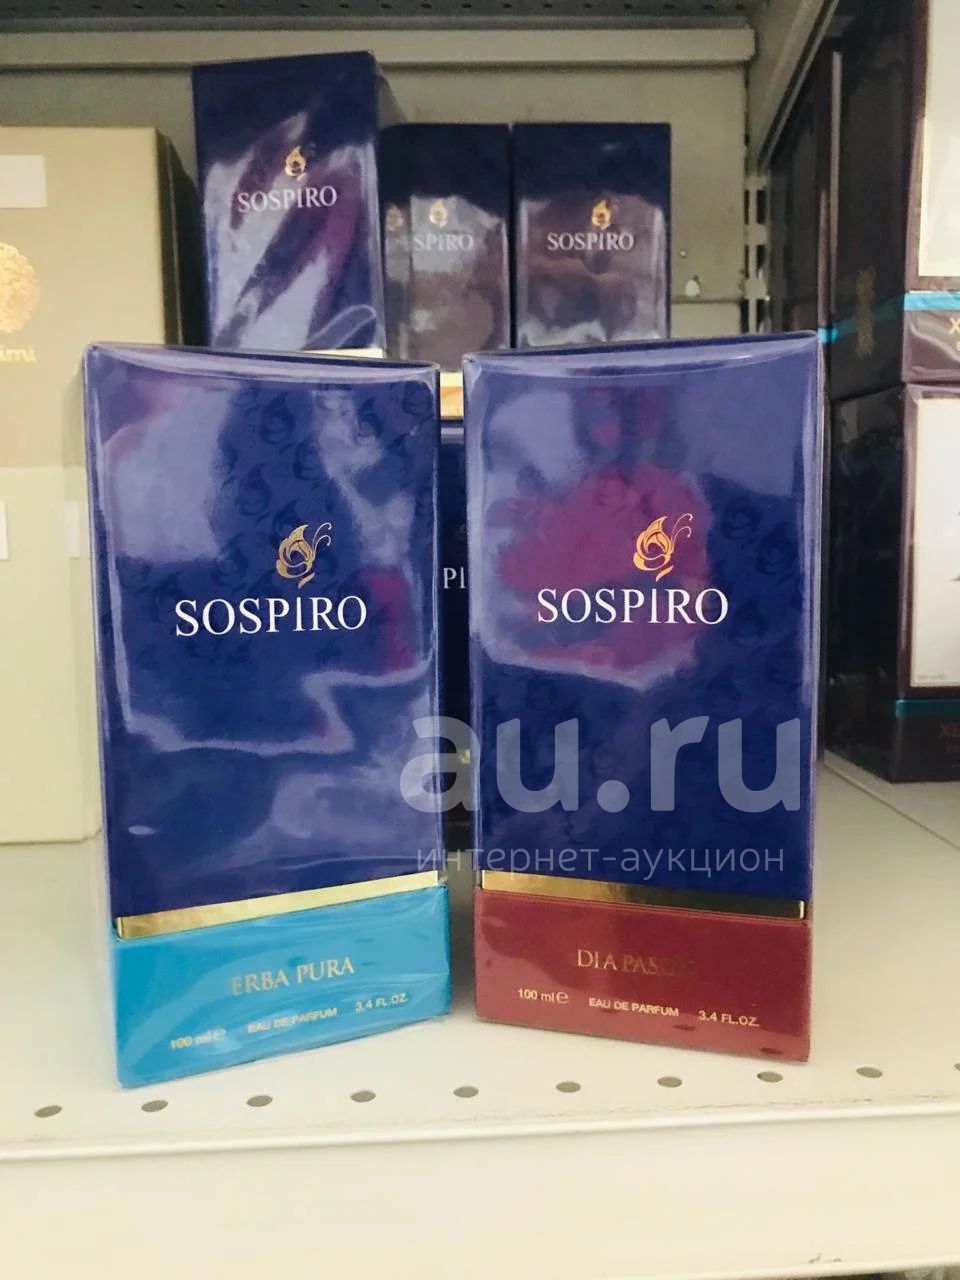 SOSPIRO
SPIRO
SOSPIRO
SOSPIRO
ERBA PURA
100 ml e EAU DE PARFUM 3.4 FL.OZ.
SOSPIRO
100 ml e EAU DE PARFUM 3.4 FL.OZ.
au.ru
интернет-аукцион